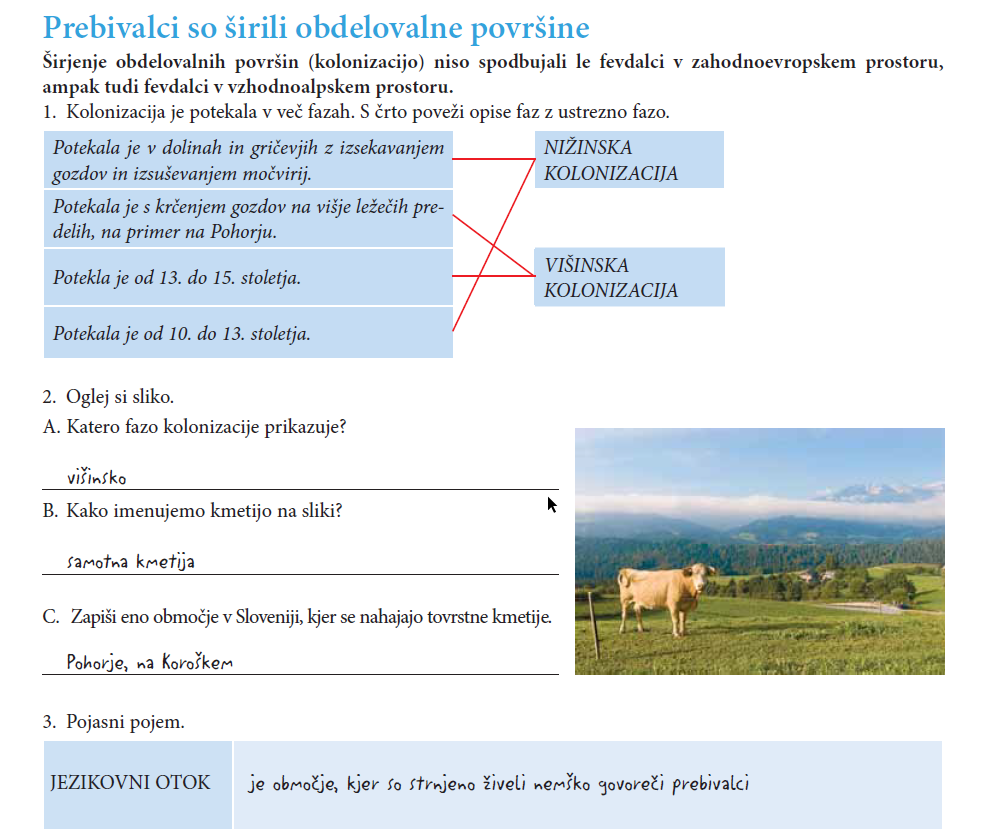 Prebivalci so širili obdelovalne površine
Širjenje obdelovalnih površin (kolonizacijo) niso spodbujali le fevdalci v zahodnoevropskem prostoru,
ampak tudi fevdalci v vzhodnoalpskem prostoru.
1. Kolonizacija je potekala v več fazah. S črto poveži opise faz z ustrezno fazo.
Potekala je v dolinah in gričevjih z izsekavanjem
gozdov in izsuševanjem močvirij.
NIŽINSKA
KOLONIZACIJA
Potekala je s krčenjem gozdov na višje ležečih pre-
delih, na primer na Pohorju.
Potekla je od 13. do 15. stoletja.
VIŠINSKA
KOLONIZACIJA
Potekala je od 10. do 13. stoletja.
2. Oglej si sliko.
A. Katero fazo kolonizacije prikazuje?
višinsko
B. Kako imenujemo kmetijo na sliki?
samotna kmetija
C. Zapiši eno območje v Sloveniji, kjer se nahajajo tovrstne kmetije.
Pohorje, na Koroškem
3. Pojasni pojem.
JEZIKOVNI OTOK
je območje, kjer so strnjeno živeli nemško govoreči prebivalci